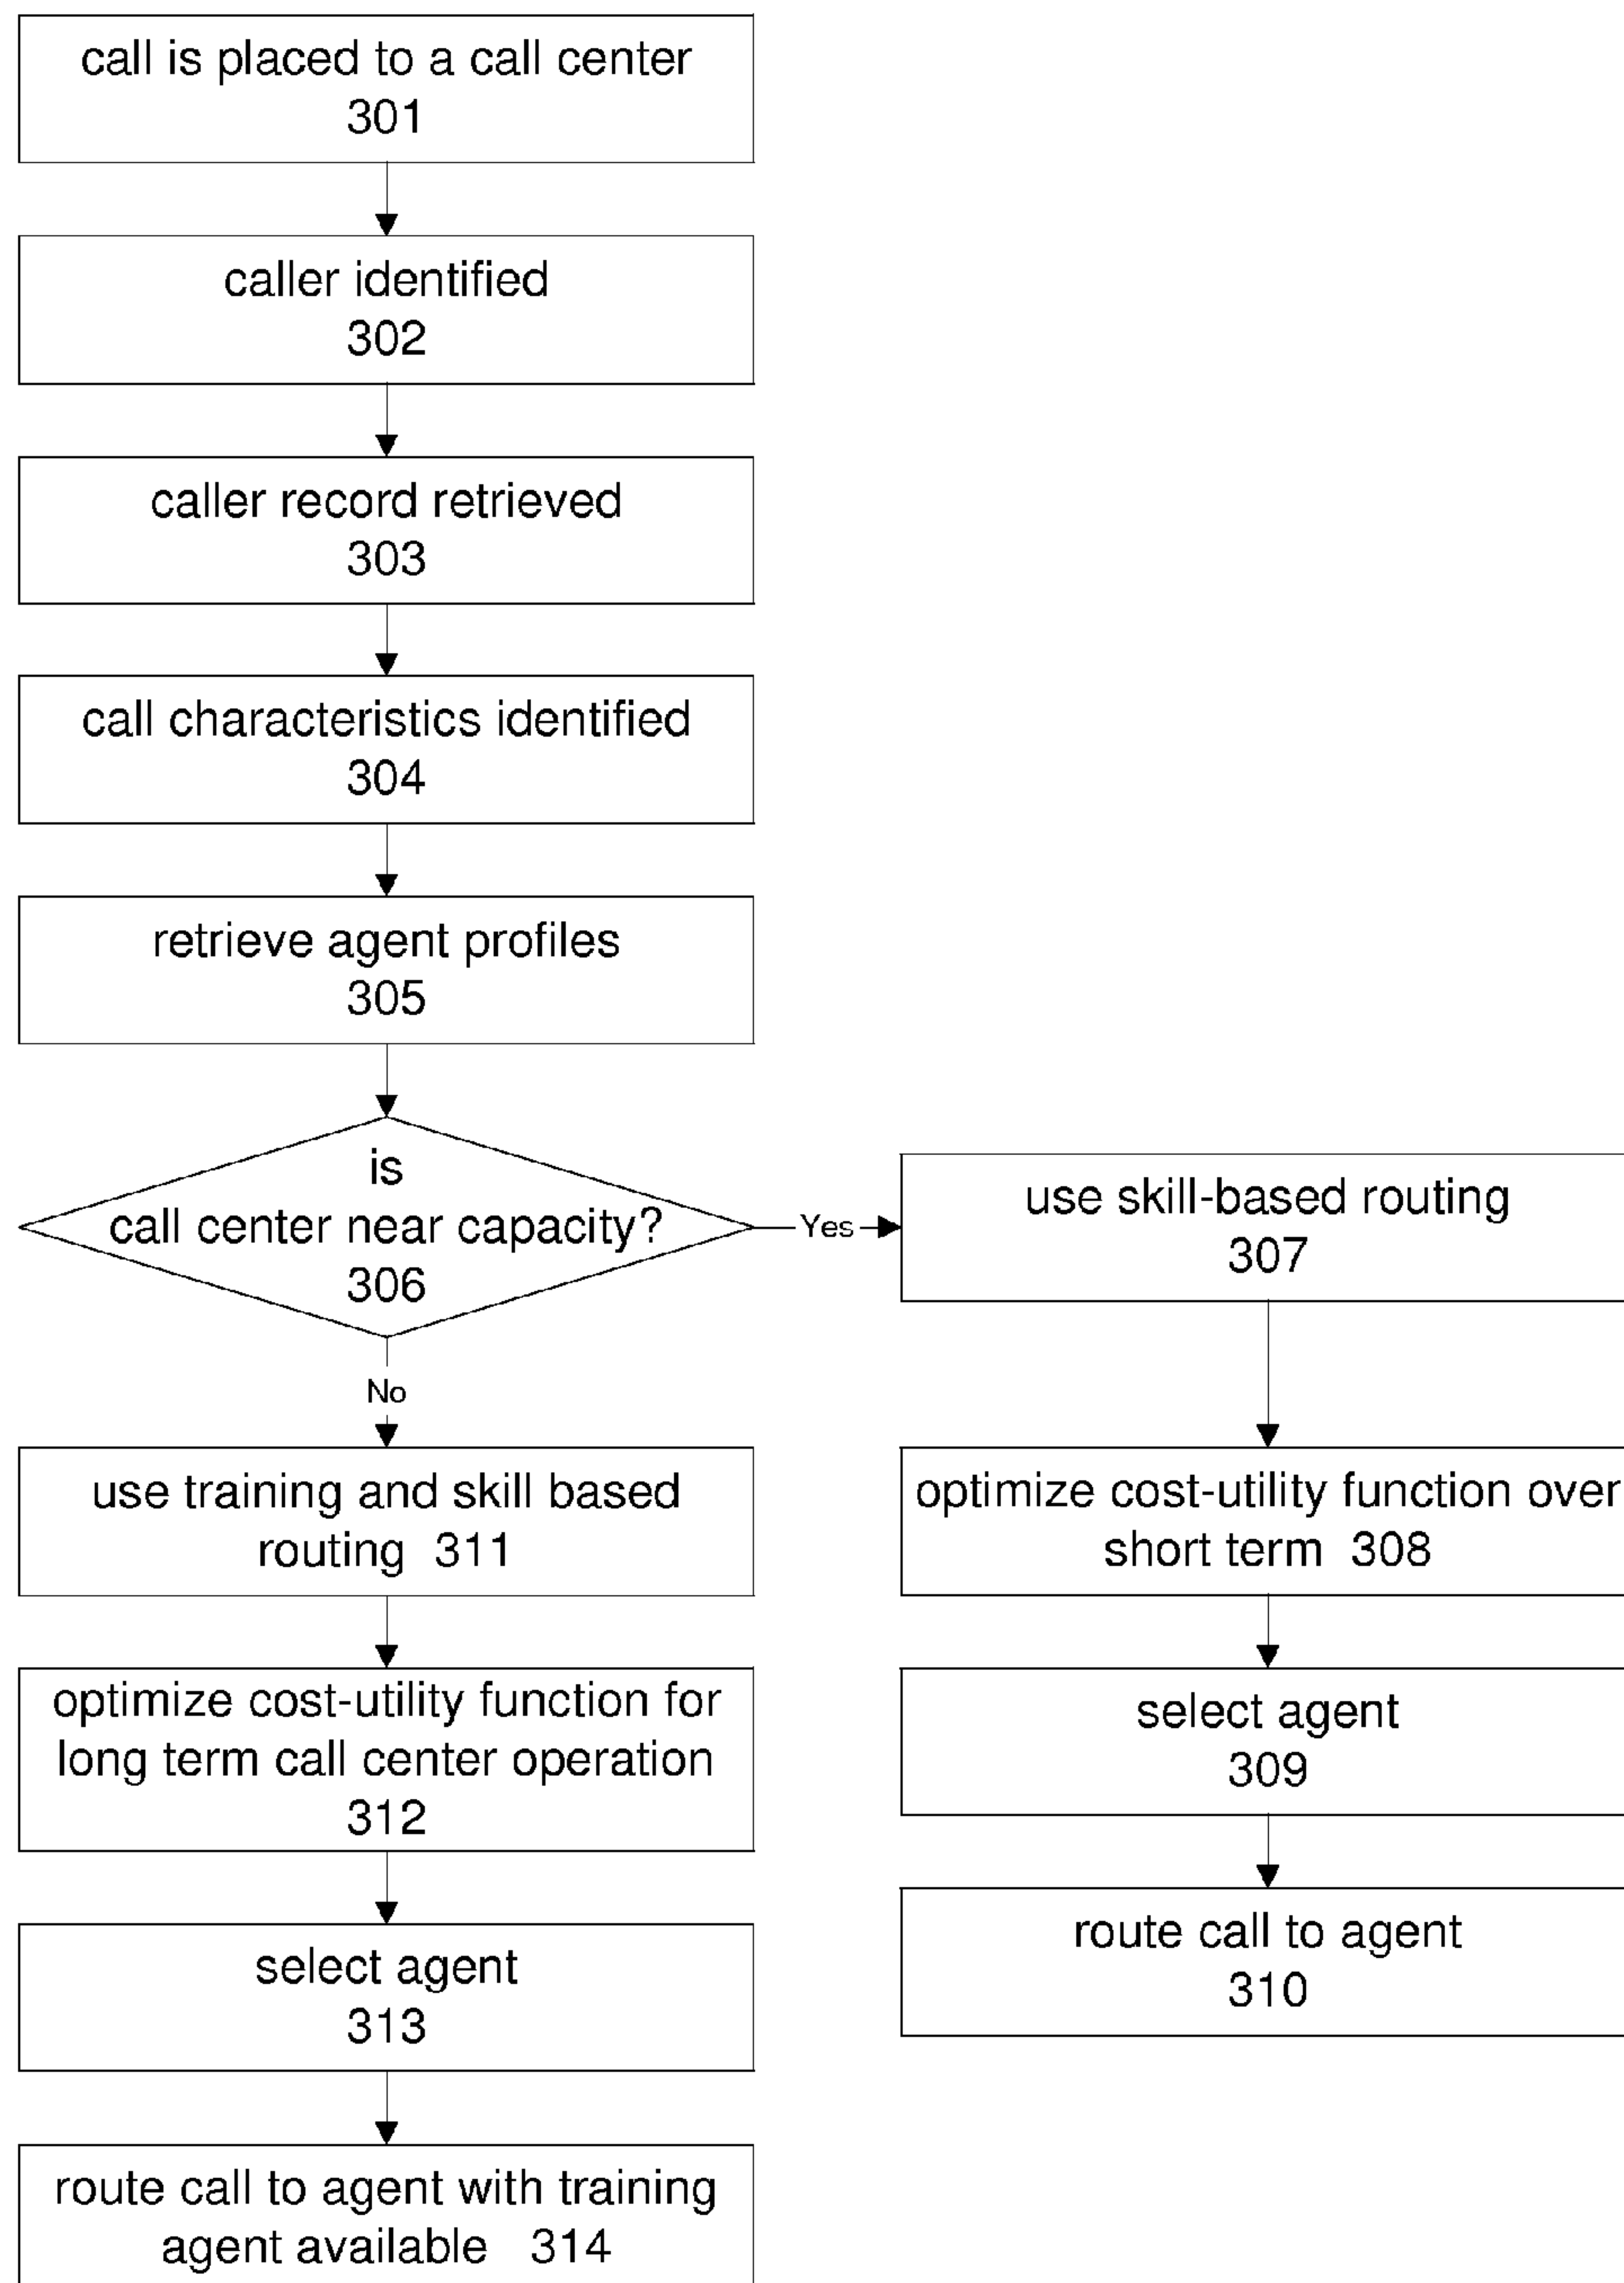 call is placed to a call center
301
caller identified
302
caller record retrieved
303
call characteristics identified
304
retrieve agent profiles
305
is
call center near capacity?
306
Yes
use skill-based routing
307
optimize cost-utility function over
short term 308
select agent
309
route call to agent
310
No
use training and skill based
routing 311
optimize cost-utility function for
long term call center operation
312
select agent
313
route call to agent with training
agent available 314